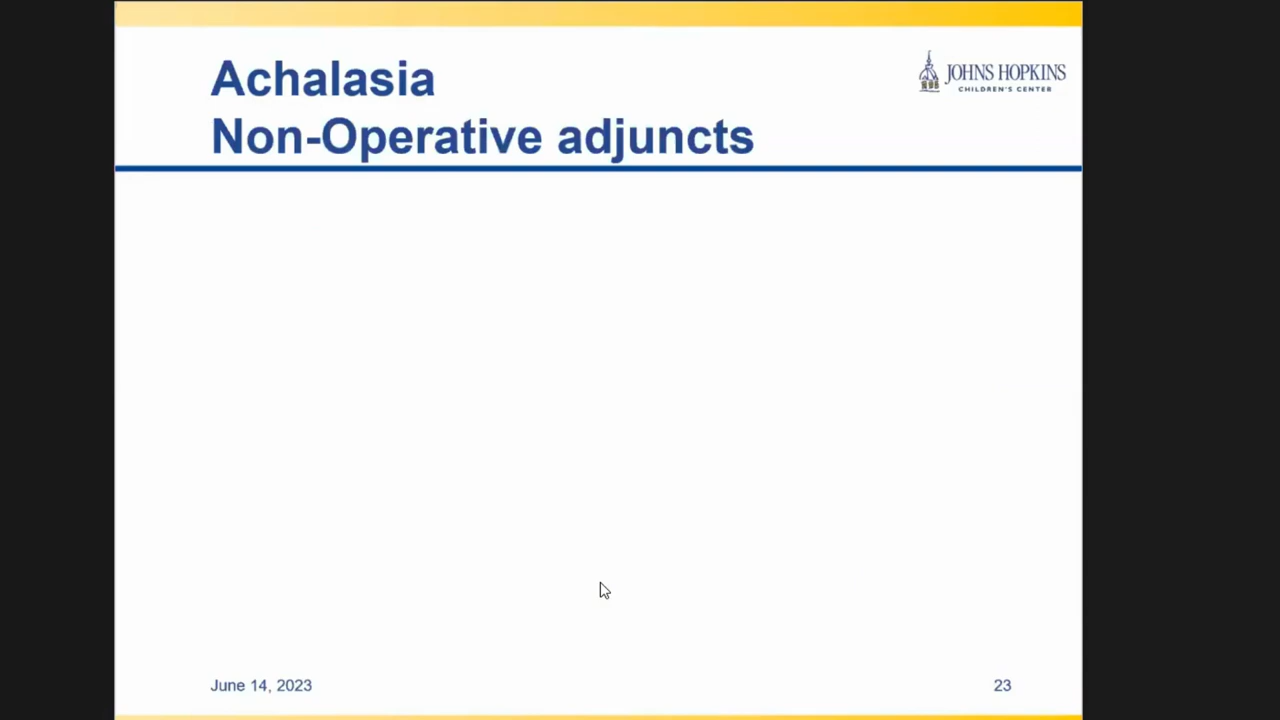 Achalasia
Non-Operative adjuncts
JOHNS HOPKINS
CHILDREN'S CENTER
June 14, 2023
23